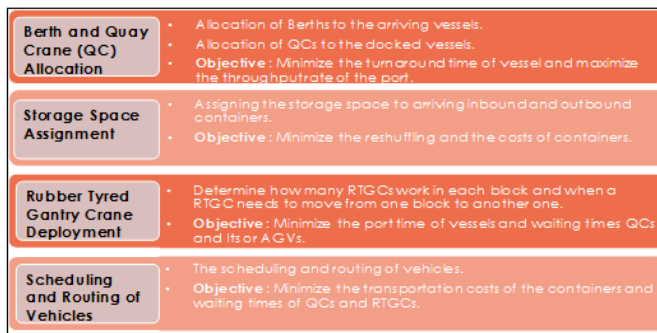 Berth and Quay
Crane (QC)
Allocation
• Allocation of Berths to the arriving vessels.
• Allocation of QCs to the docked vessels.
• Objective : Minimize the turnaround time of vessel and maximize
the throughputrate of the port.
Storage Space
Assignment
• Assigning the storage space to arriving inbound and outbound
containers.
• Objective : Minimize the reshuffling and the costs of containers.
Rubber Tyred
Gantry Crane
Deployment
• Determine how many RTGCs work in each block and when a
RTGC needs to move from one block to another one.
• Objective : Minimize the port time of vessels and waiting times QCs
and Its or AGVs.
Scheduling
and Routing of
Vehicles
• The scheduling and routing of vehicles.
• Objective : Minimize the transportation costs of the containers and
waiting times of QCs and RTGCs.